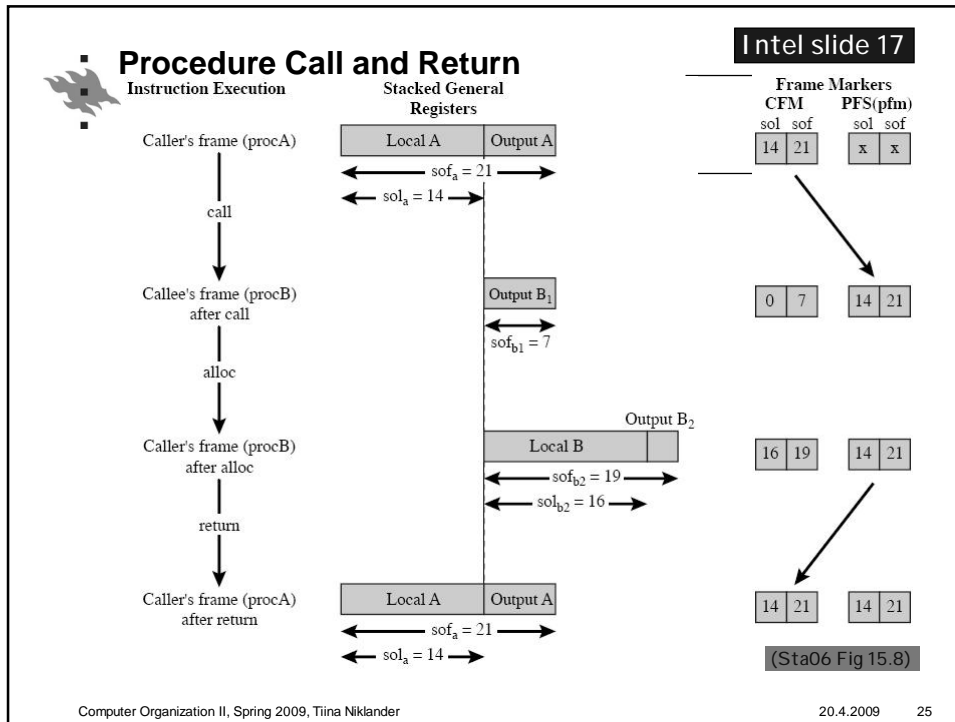 Intel slide 17
Procedure Call and Return
Instruction Execution
Stacked General
Registers
Frame Markers
CFM PFS(pfm)
sol sof sol sof
Caller's frame (procA)
Local A Output A
14 21 x x
sofa = 21
sola = 14
call
Callee's frame (procB)
after call
Output B1
0 7 14 21
sofb1 = 7
alloc
Output B2
Caller's frame (procB)
after alloc
Local B
16 19 14 21
sofb2 = 19
solb2 = 16
return
Caller's frame (procA)
after return
Local A Output A
14 21 14 21
sofa = 21
sola = 14
(Sta06 Fig 15.8)
Computer Organization II, Spring 2009, Tiina Niklander 20.4.2009 25